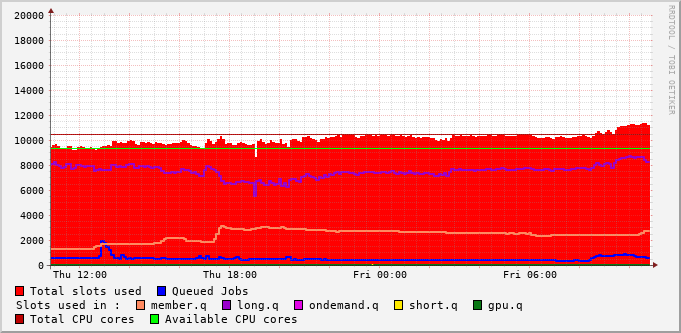 20000
18000
16000
14000
12000
10000
8000
6000
4000
2000
0
Thu 12:00 Thu 18:00 Fri 00:00 Fri 06:00
RRDTOOL / TOBI OETIKER
Total slots used Queued Jobs
Slots used in : member.q long.q ondemand.q short.q gpu.q
Total CPU cores Available CPU cores